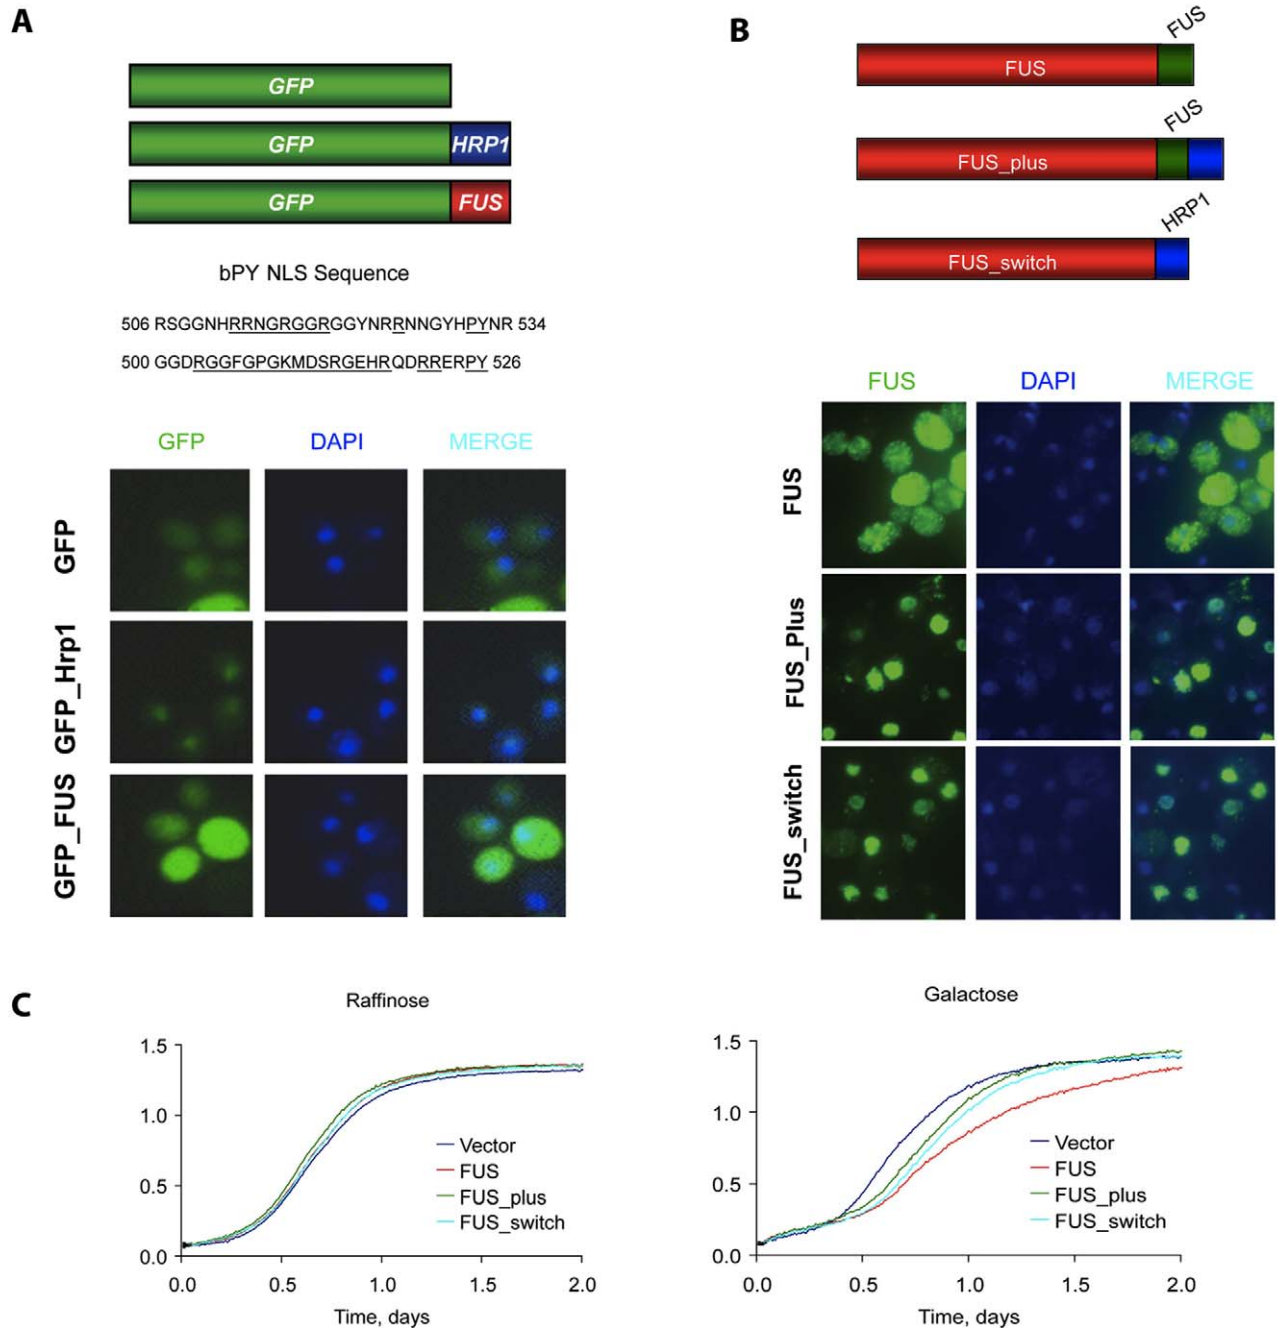 A
GFP
GFP HRP1
GFP FUS
bPY NLS Sequence
506 RSGGNHRRNGRGGRGGYNRRNNGYHPYNR 534
500 GGDRGGFGPGKMDSRGEHRQDRRERPY 526
GFP DAPI MERGE
GFP
GFP_Hrp1
GFP_FUS
B
FUS
FUS
FUS
FUS_plus
HRP1
FUS_switch
FUS DAPI MERGE
FUS
FUS_Plus
FUS_switch
C
Raffinose
1.5
1.0
0.5
0.0
0.0 0.5 1.0 1.5 2.0
Time, days
Vector
FUS
FUS_plus
FUS_switch
Galactose
1.5
1.0
0.5
0.0
0.0 0.5 1.0 1.5 2.0
Time, days
Vector
FUS
FUS_plus
FUS_switch